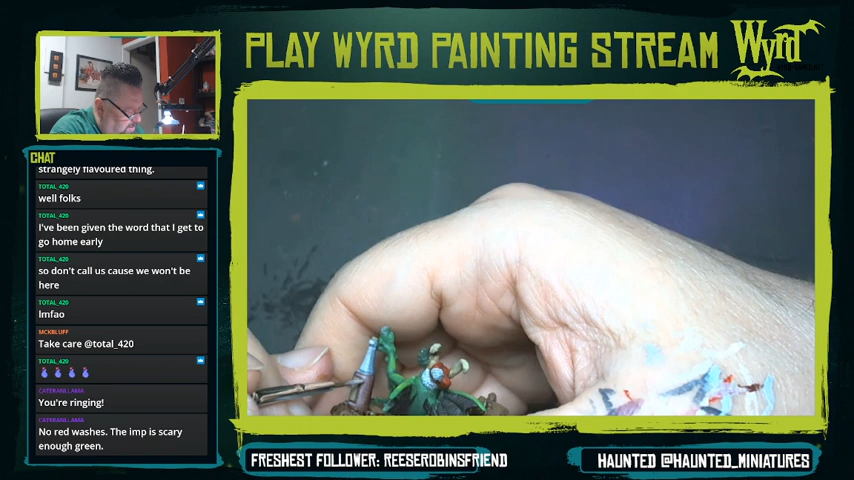 PLAY WYRD PAINTING STREAM
Wyrd
CHAT
strangely flavoured thing.
TOTAL_420
well folks
TOTAL_420
I've been given the word that I get to
go home early
TOTAL_420
so don't call us cause we won't be
here
TOTAL_420
lmfao
MCKBLUFF
Take care @total_420
TOTAL_420
CATERANLLAMA
You're ringing!
CATERANLLAMA
No red washes. The imp is scary
enough green.
FRESHEST FOLLOWER: REESEROBINSFRIEND
HAUNTED @HAUNTED_MINIATURES